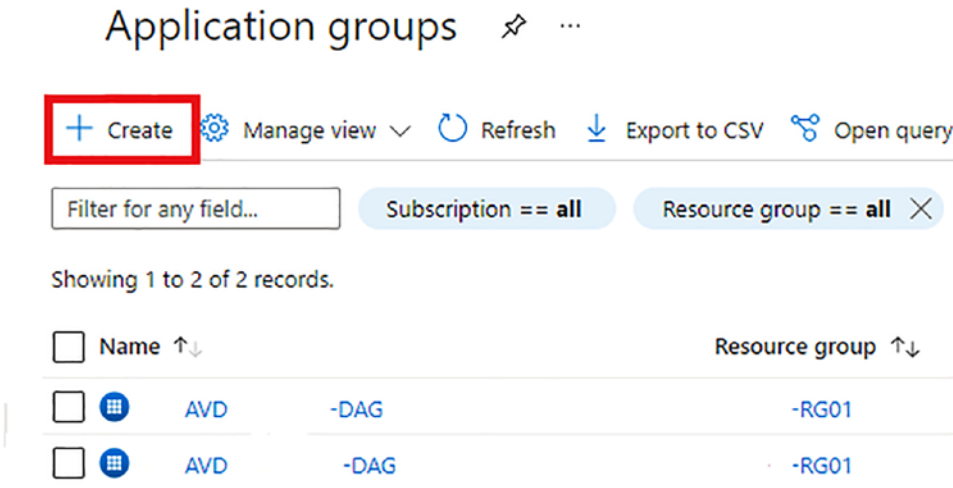 Application groups ...
+ Create Manage view Refresh Export to CSV Open query
Filter for any field... Subscription == all Resource group == all
Showing 1 to 2 of 2 records.
Name ↑↓ Resource group ↑↓
AVD -DAG -RG01
AVD -DAG -RG01